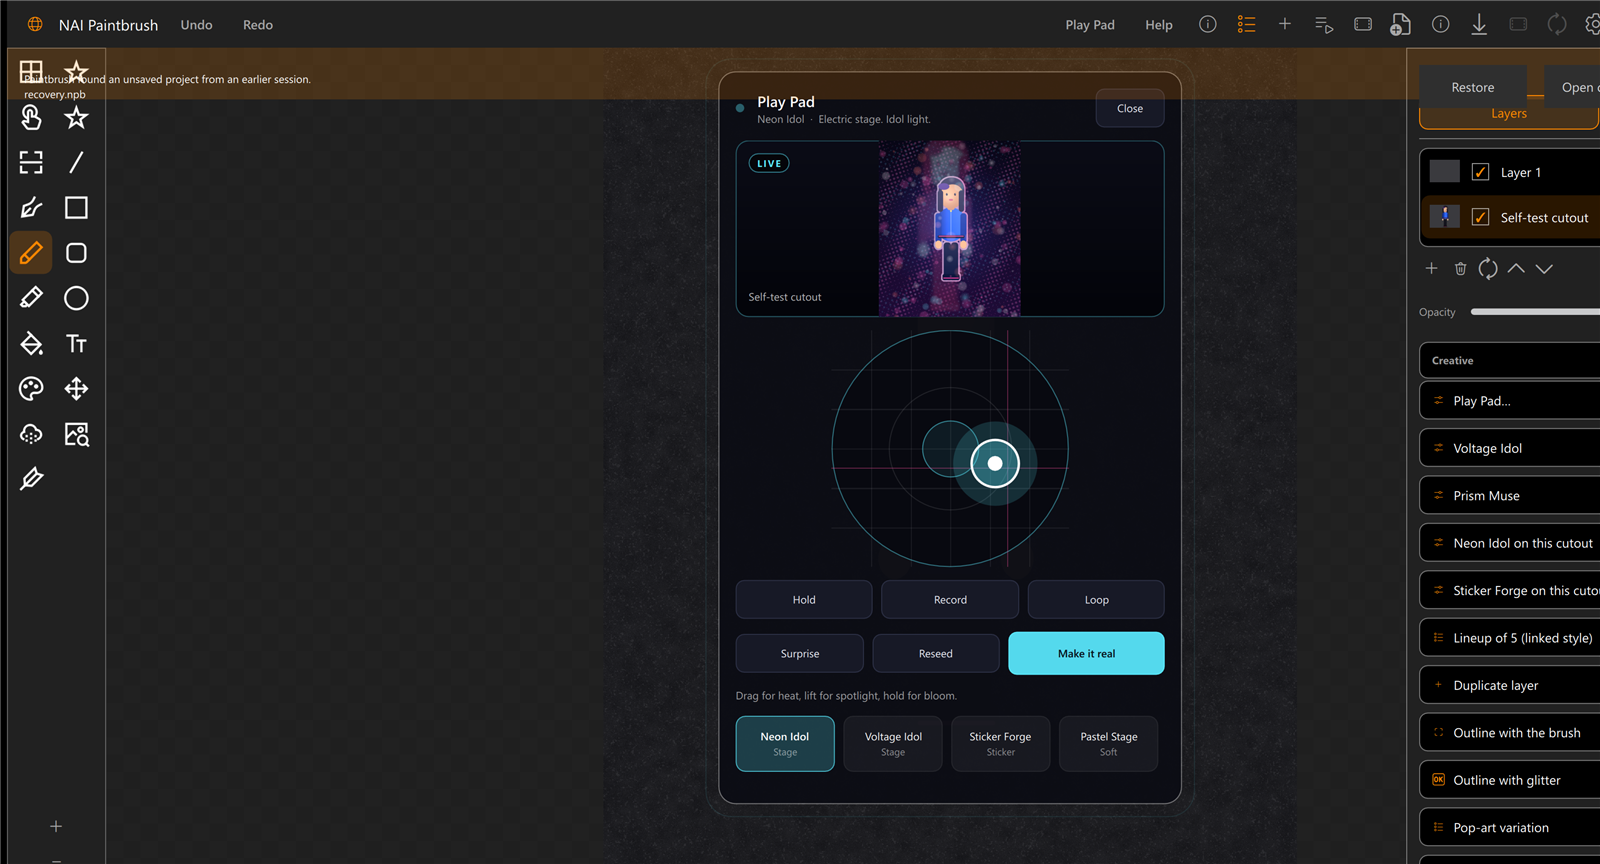 NAI Paintbrush
Undo
Redo
Play Pad
Help
Paintbrush found an unsaved project from an earlier session.
recovery.npb
Restore
Open
Layers
Play Pad
Neon Idol · Electric stage. Idol light.
Close
LIVE
Self-test cutout
Hold
Record
Loop
Surprise
Reseed
Make it real
Drag for heat, lift for spotlight, hold for bloom.
Neon Idol
Stage
Voltage Idol
Stage
Sticker Forge
Sticker
Pastel Stage
Soft
Layer 1
Self-test cutout
Opacity
Creative
Play Pad...
Voltage Idol
Prism Muse
Neon Idol on this cutout
Sticker Forge on this cuto
Lineup of 5 (linked style)
Duplicate layer
Outline with the brush
OK
Outline with glitter
Pop-art variation